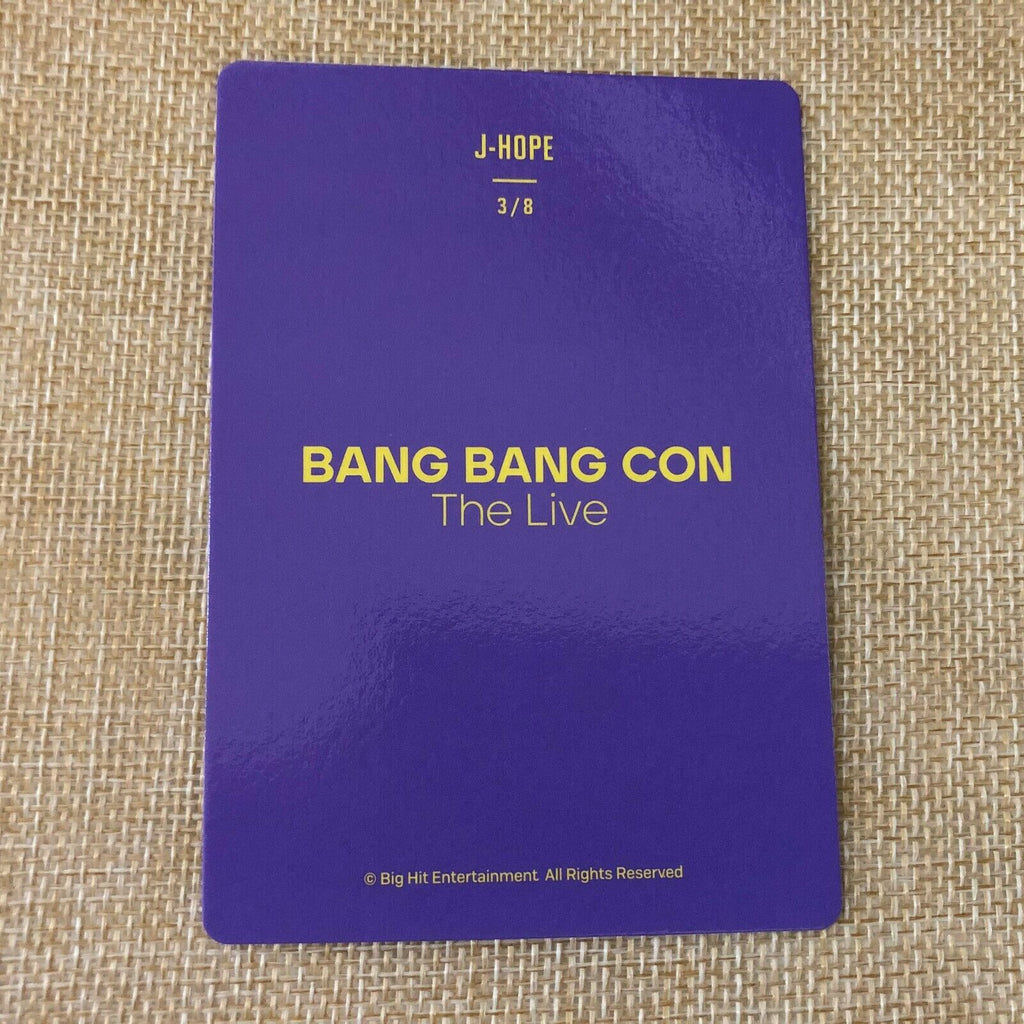 J-HOPE
3/8
BANG BANG CON
The Live
© Big Hit Entertainment. All Rights Reserved